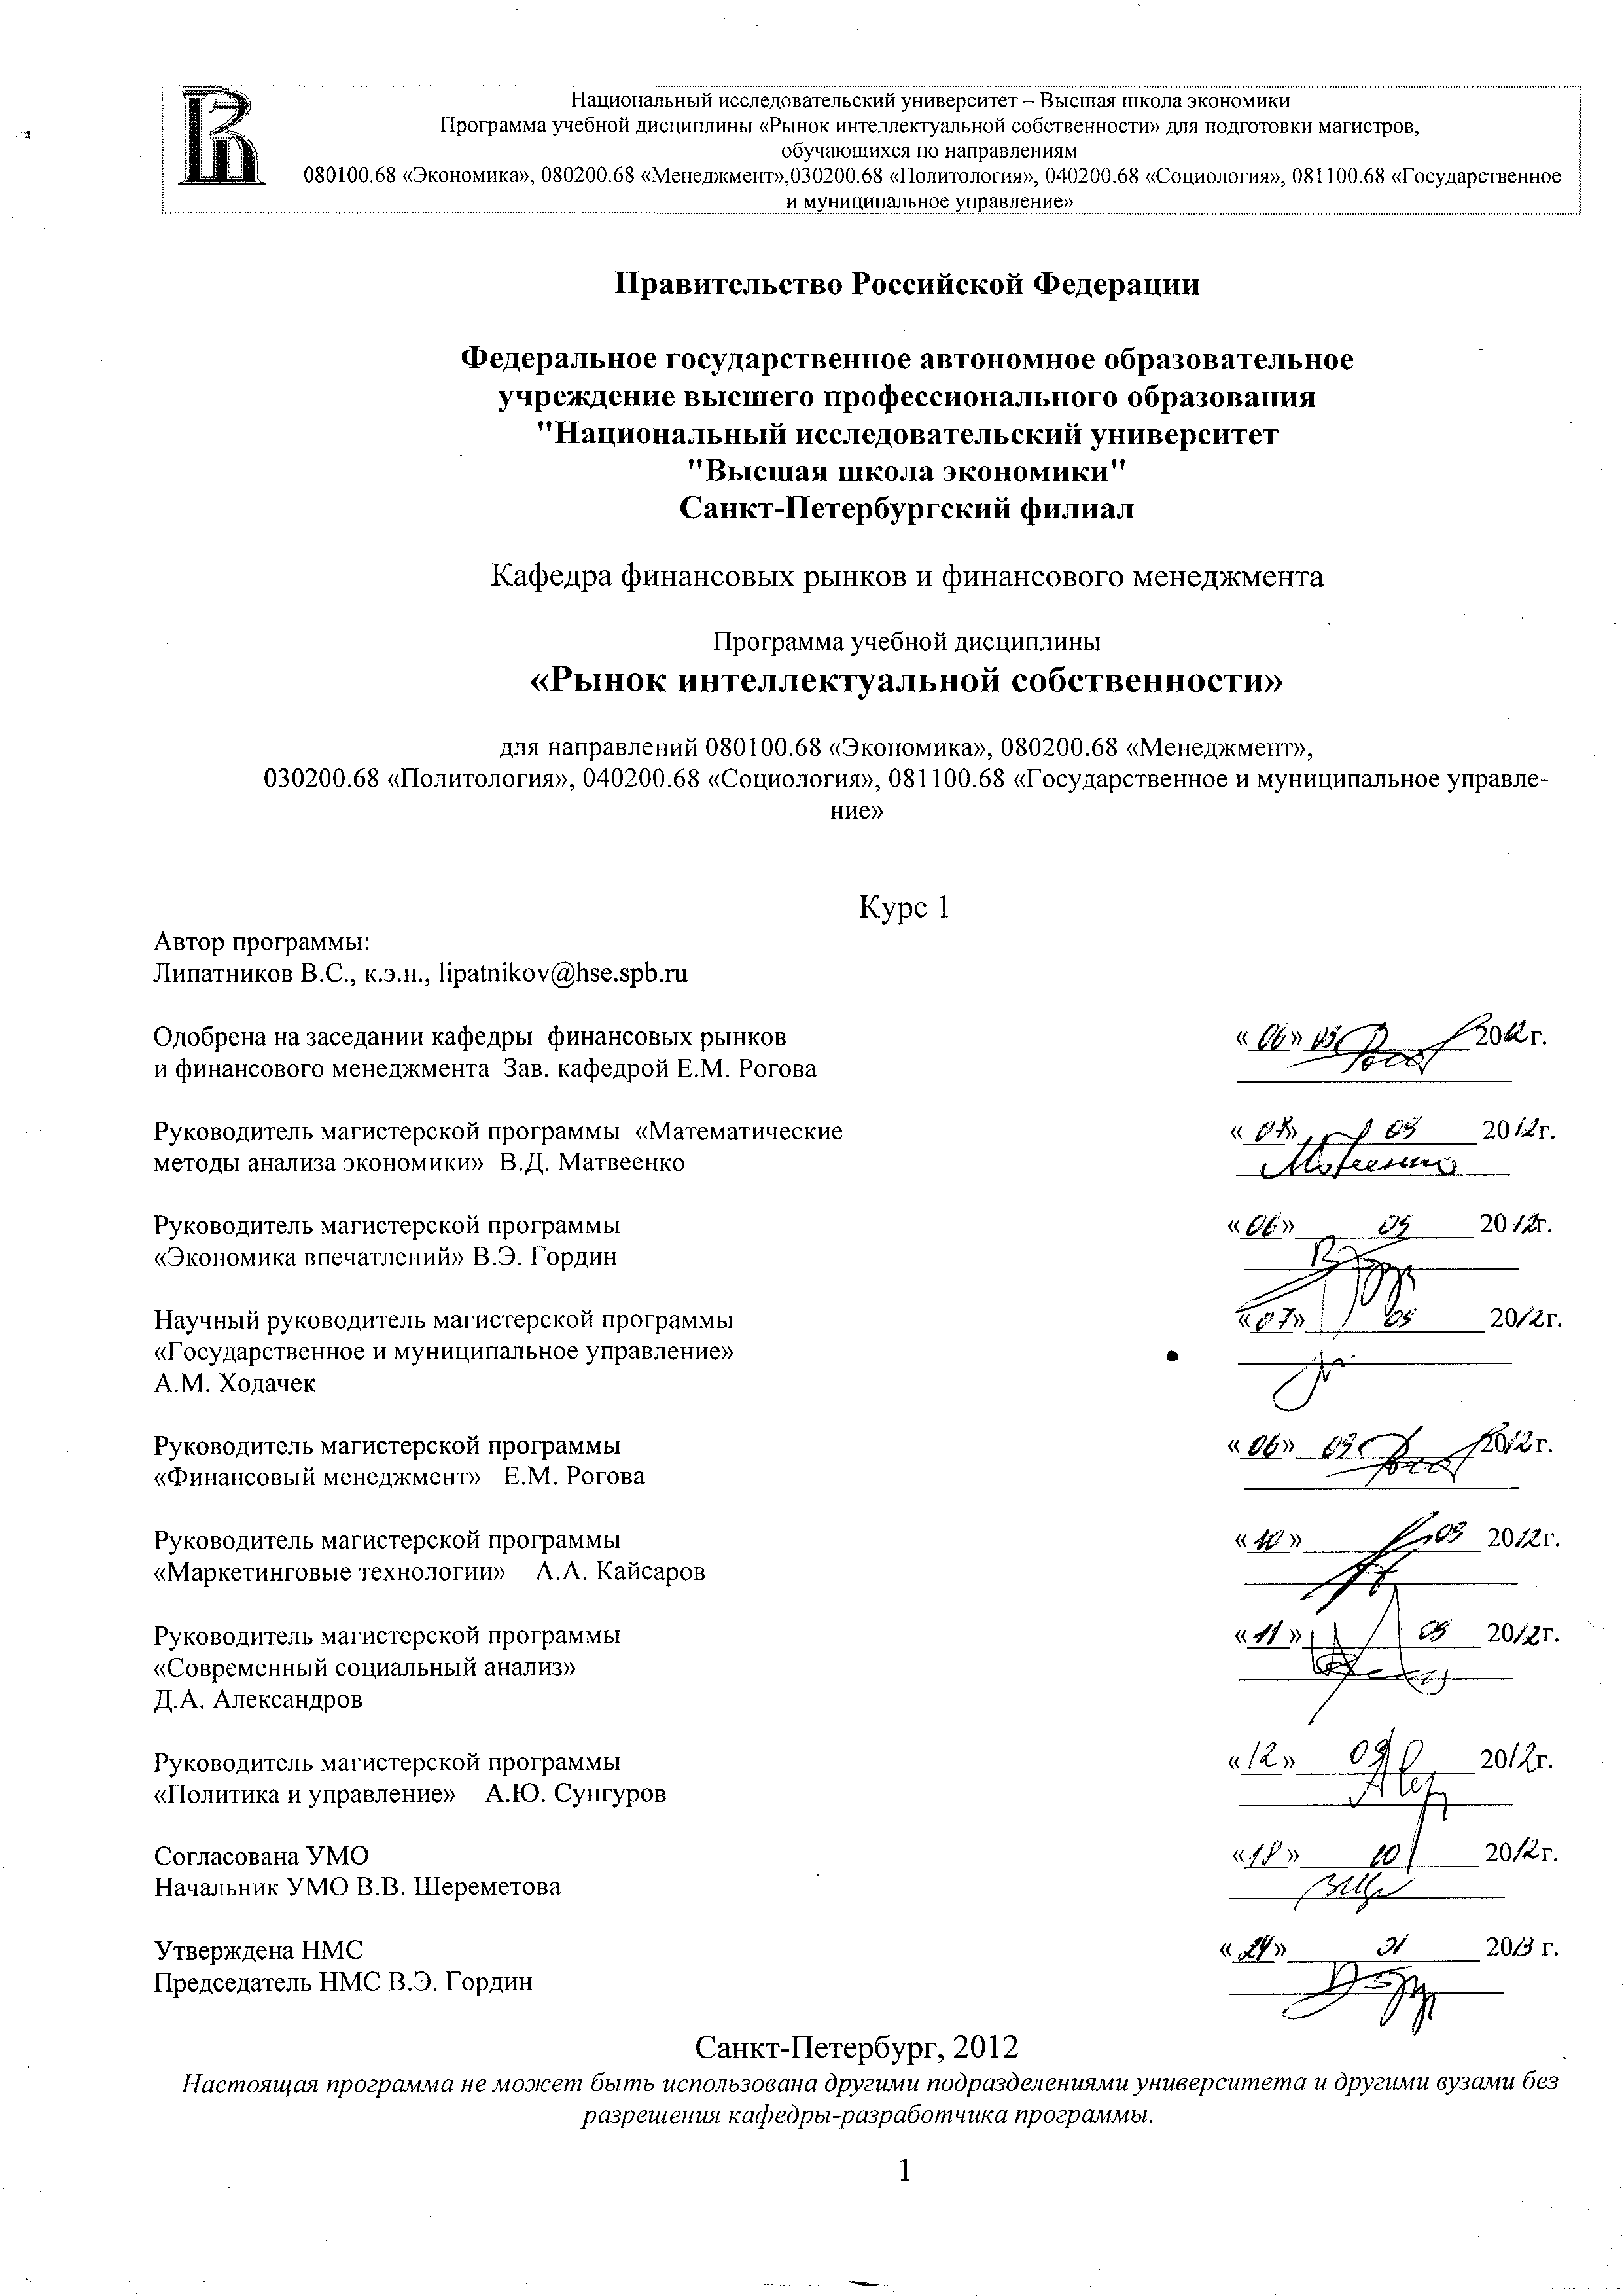 Национальный исследовательский университет – Высшая школа экономики
Программа учебной дисциплины «Рынок интеллектуальной собственности» для подготовки магистров,
обучающихся по направлениям
080100.68 «Экономика», 080200.68 «Менеджмент»,030200.68 «Политология», 040200.68 «Социология», 081100.68 «Государственное
и муниципальное управление»
Правительство Российской Федерации
Федеральное государственное автономное образовательное
учреждение высшего профессионального образования
"Национальный исследовательский университет
"Высшая школа экономики"
Санкт-Петербургский филиал
Кафедра финансовых рынков и финансового менеджмента
Программа учебной дисциплины
«Рынок интеллектуальной собственности»
для направлений 080100.68 «Экономика», 080200.68 «Менеджмент»,
030200.68 «Политология», 040200.68 «Социология», 081100.68 «Государственное и муниципальное управле-
ние»
Курс 1
Автор программы:
Липатников В.С., к.э.н., lipatnikov@hse.spb.ru
Одобрена на заседании кафедры финансовых рынков «06» 09 2012г.
и финансового менеджмента Зав. кафедрой Е.М. Рогова
Руководитель магистерской программы «Математические «07» 09 2012г.
методы анализа экономики» В.Д. Матвеенко
Руководитель магистерской программы «06» 09 2012г.
«Экономика впечатлений» В.Э. Гордин
Научный руководитель магистерской программы «07» 2012г.
«Государственное и муниципальное управление»
А.М. Ходачек
Руководитель магистерской программы «06» 09 2012г.
«Финансовый менеджмент» Е.М. Рогова
Руководитель магистерской программы «10» 09 2012г.
«Маркетинговые технологии» А.А. Кайсаров
Руководитель магистерской программы «11» 09 2012г.
«Современный социальный анализ»
Д.А. Александров
Руководитель магистерской программы «12» 09 2012г.
«Политика и управление» А.Ю. Сунгуров
Согласована УМО «18» 10 2012г.
Начальник УМО В.В. Шереметова
Утверждена НМС «24» 01 2013 г.
Председатель НМС В.Э. Гордин
Санкт-Петербург, 2012
Настоящая программа не может быть использована другими подразделениями университета и другими вузами без
разрешения кафедры-разработчика программы.
1